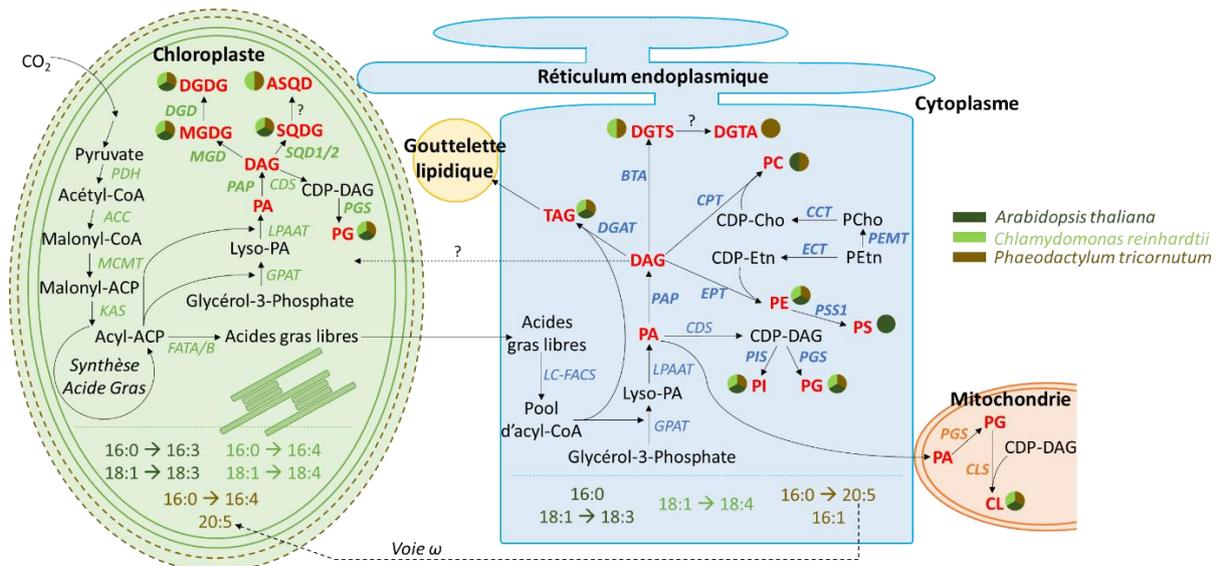 Chloroplaste
CO2
DGDG
ASQD
DGD
?
MGDG
SQDG
MGD
SQD1/2
Pyruvate
PDH
DAG
Acétyl-CoA
PAP
CDS
CDP-DAG
ACC
PA
PGS
Malonyl-CoA
LPAAT
PG
MCMT
Lyso-PA
Malonyl-ACP
GPAT
KAS
Glycérol-3-Phosphate
Acyl-ACP
FATA/B
Acides gras libres
Synthèse
Acide Gras
16:0 → 16:3
18:1 → 18:3
16:0 → 16:4
18:1 → 18:4
16:0 → 16:4
20:5
Voie ω
Gouttelette
lipidique
?
Réticulum endoplasmique
Cytoplasme
DGTS
?
DGTA
BTA
PC
CPT
TAG
CDP-Cho
CCT
PCho
DGAT
PEMT
DAG
CDP-Etn
ECT
PEtn
PAP
EPT
PE
PSS1
PS
Acides
gras libres
PA
CDS
CDP-DAG
LC-FACS
LPAAT
PIS
PGS
PI
PG
Lyso-PA
Pool
d'acyl-CoA
GPAT
Glycérol-3-Phosphate
16:0
18:1 → 18:3
18:1 → 18:4
16:0 → 20:5
16:1
Arabidopsis thaliana
Chlamydomonas reinhardtii
Phaeodactylum tricornutum
Mitochondrie
PG
PGS
PA
CDP-DAG
CLS
CL